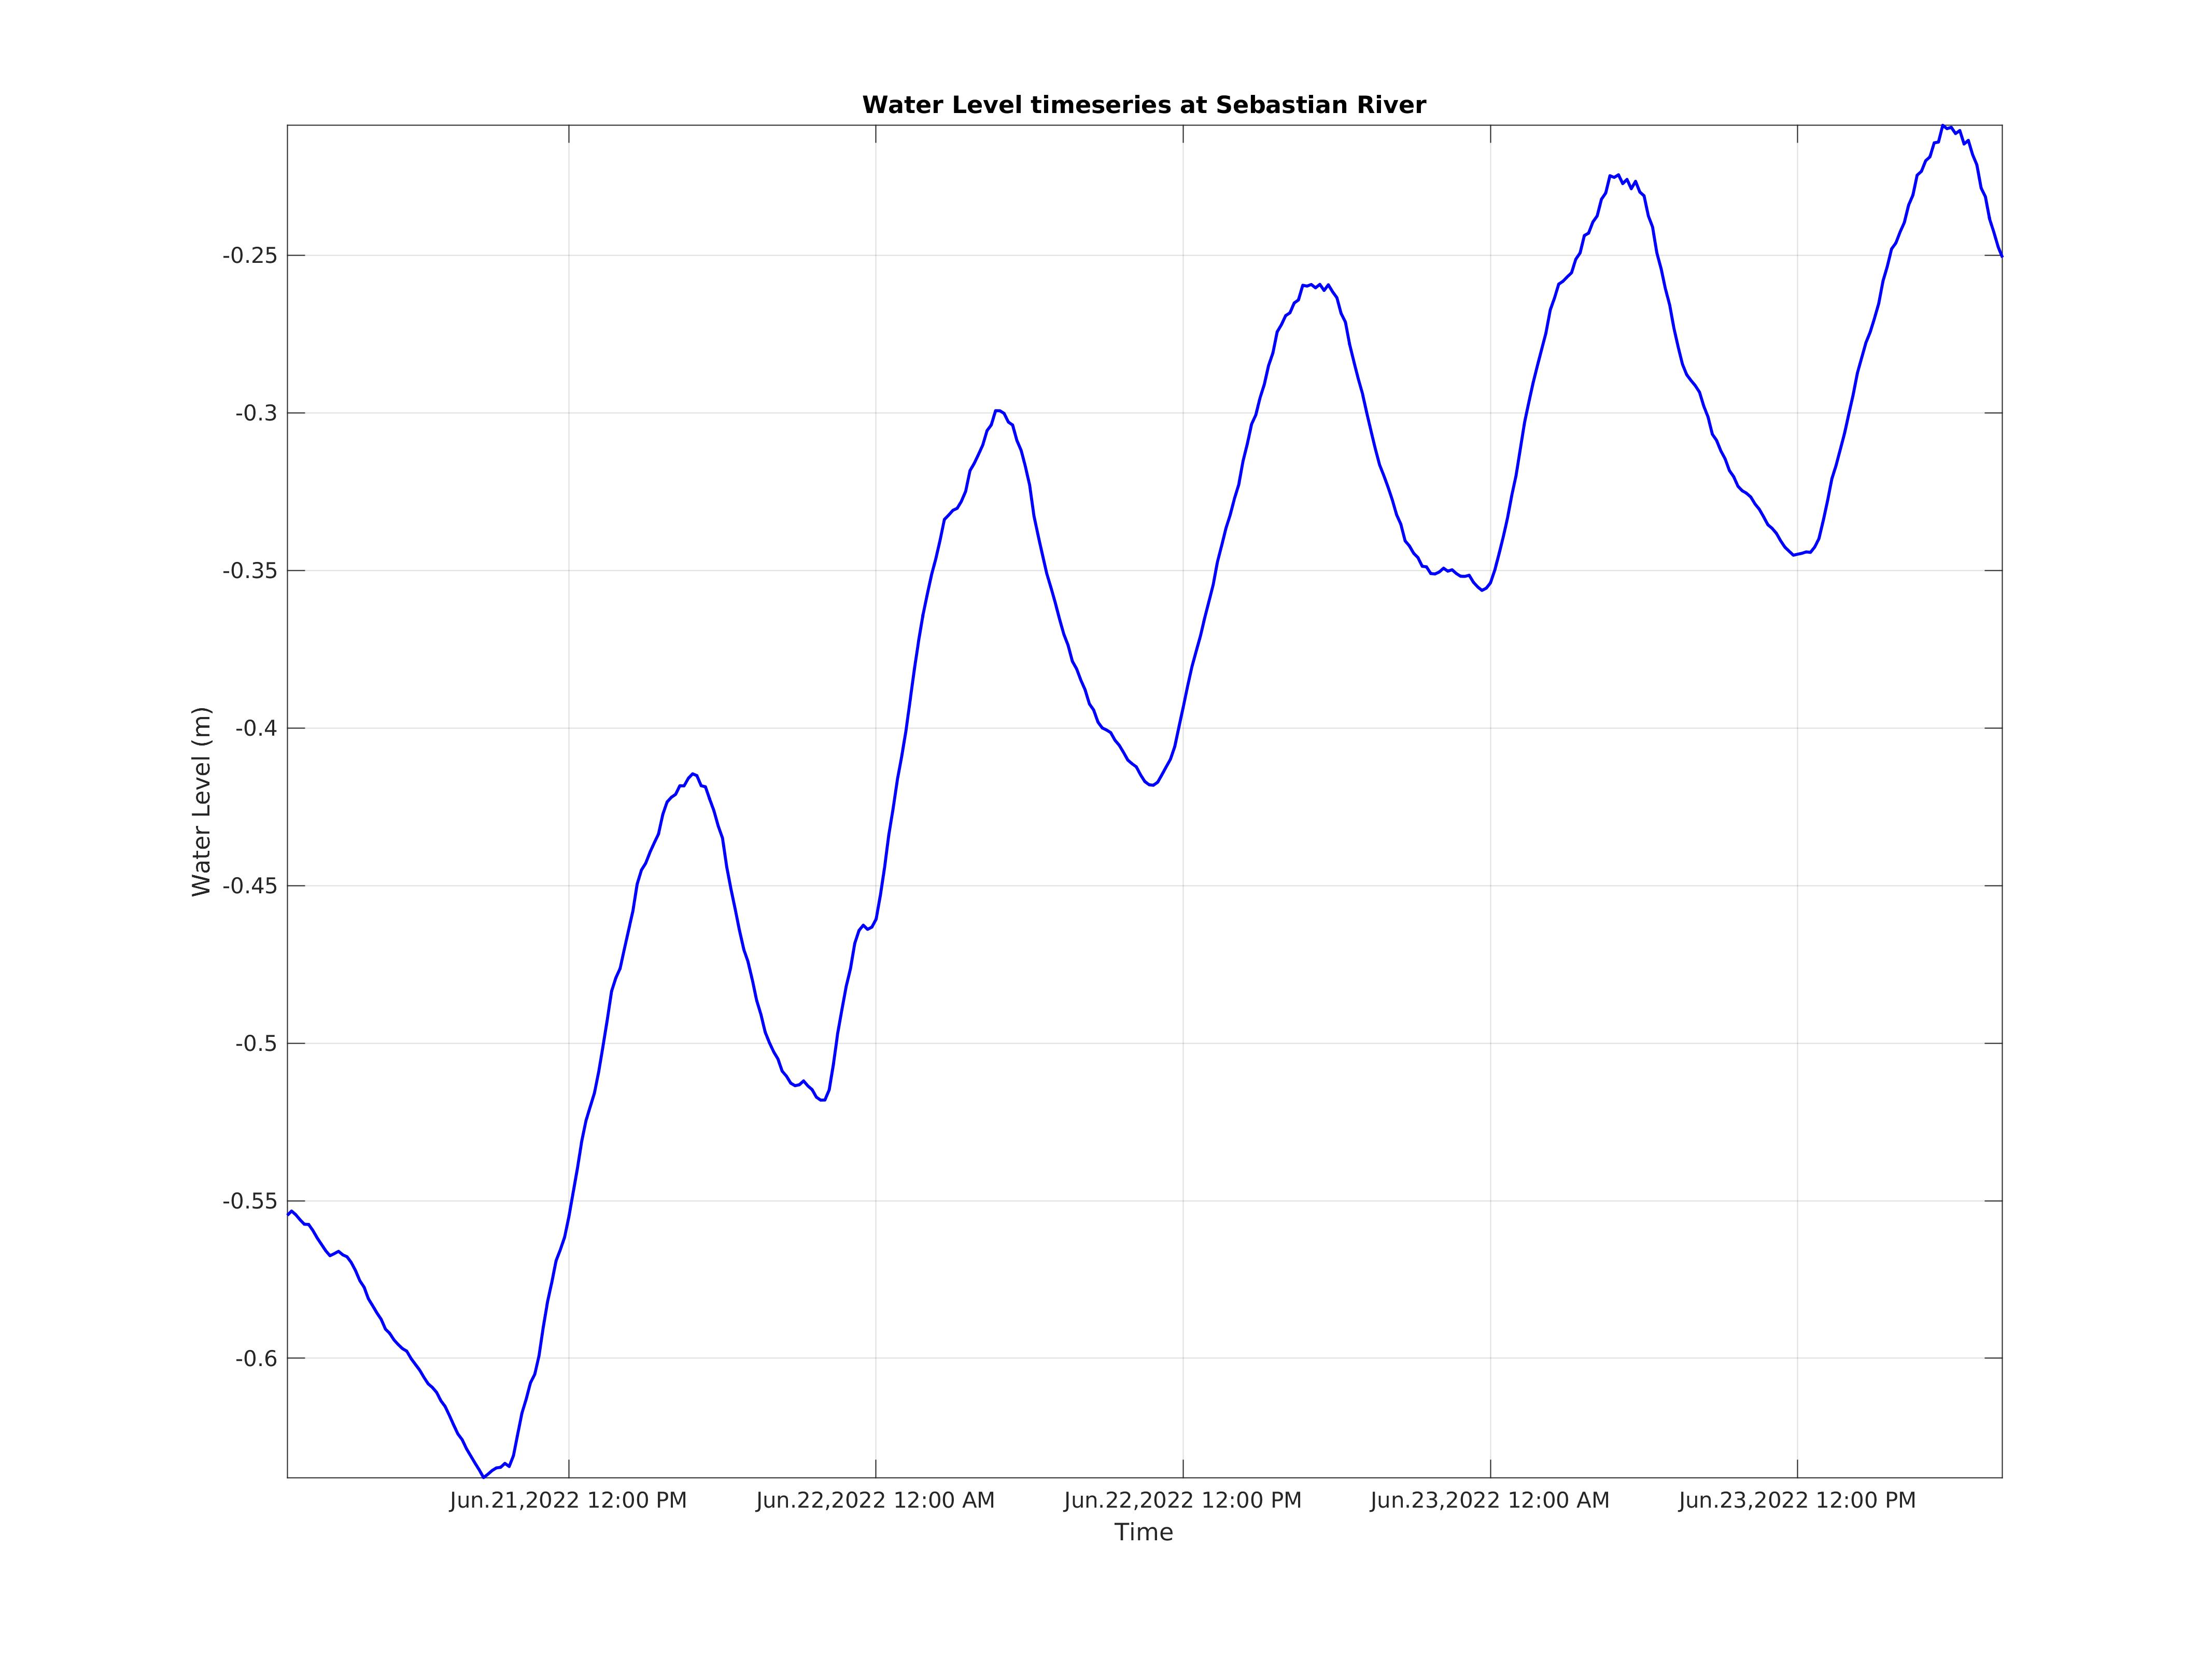 Water Level timeseries at Sebastian River
Water Level (m)
-0.25
-0.3
-0.35
-0.4
-0.45
-0.5
-0.55
-0.6
Jun.21,2022 12:00 PM
Jun.22,2022 12:00 AM
Jun.22,2022 12:00 PM
Jun.23,2022 12:00 AM
Jun.23,2022 12:00 PM
Time